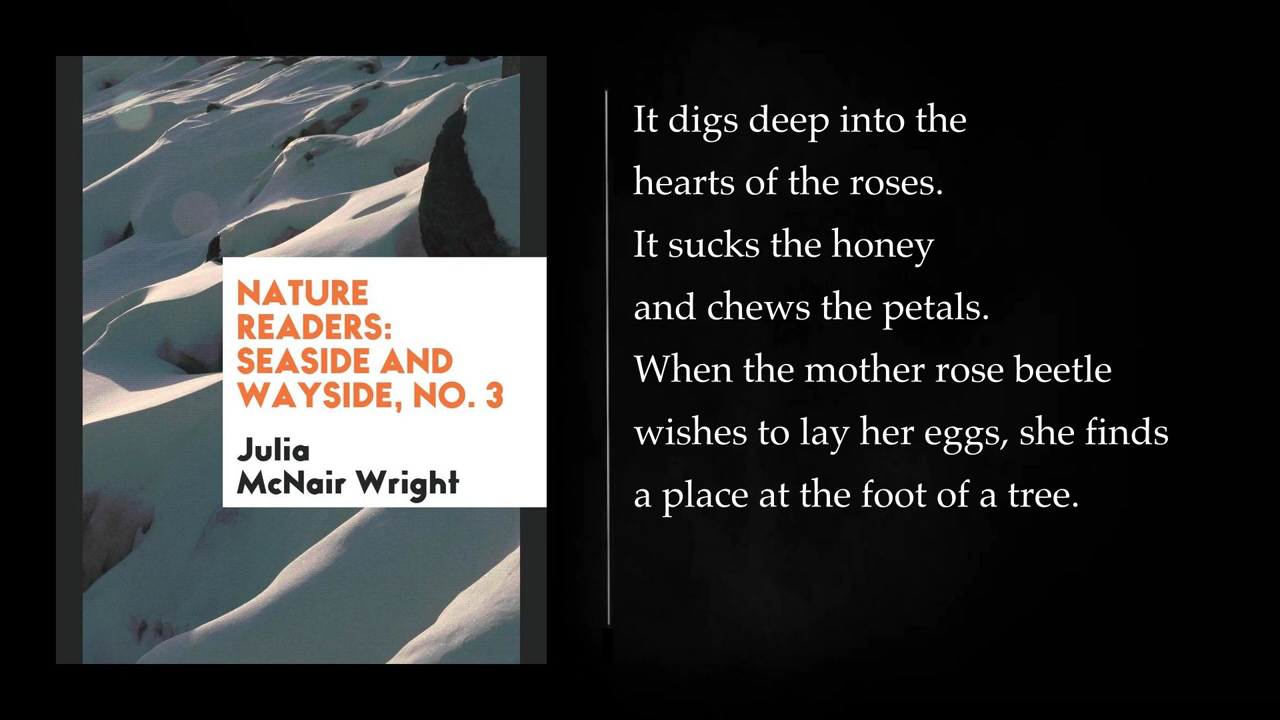 NATURE
READERS:
SEASIDE AND
WAYSIDE, NO. 3
Julia
McNair Wright
It digs deep into the
hearts of the roses.
It sucks the honey
and chews the petals.
When the mother rose beetle
wishes to lay her eggs, she finds
a place at the foot of a tree.